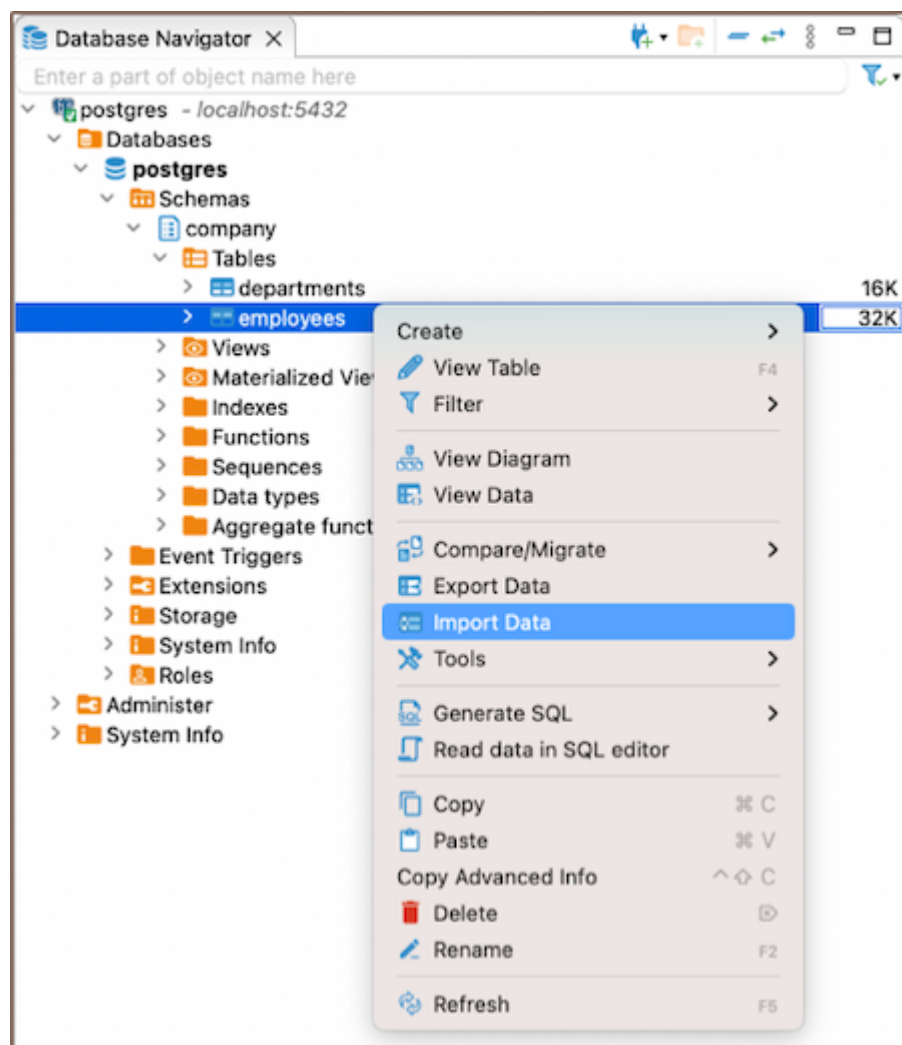 Database Navigator
Enter a part of object name here
postgres - localhost:5432
Databases
postgres
Schemas
company
Tables
departments 16K
employees 32K
Views
Materialized Vie
Indexes
Functions
Sequences
Data types
Aggregate funct
Event Triggers
Extensions
Storage
System Info
Roles
Administer
System Info
Create
View Table F4
Filter
View Diagram
View Data
Compare/Migrate
Export Data
Import Data
Tools
Generate SQL
Read data in SQL editor
Copy ⌘ C
Paste ⌘ V
Copy Advanced Info ^ ⇧ C
Delete ⌦
Rename F2
Refresh F5